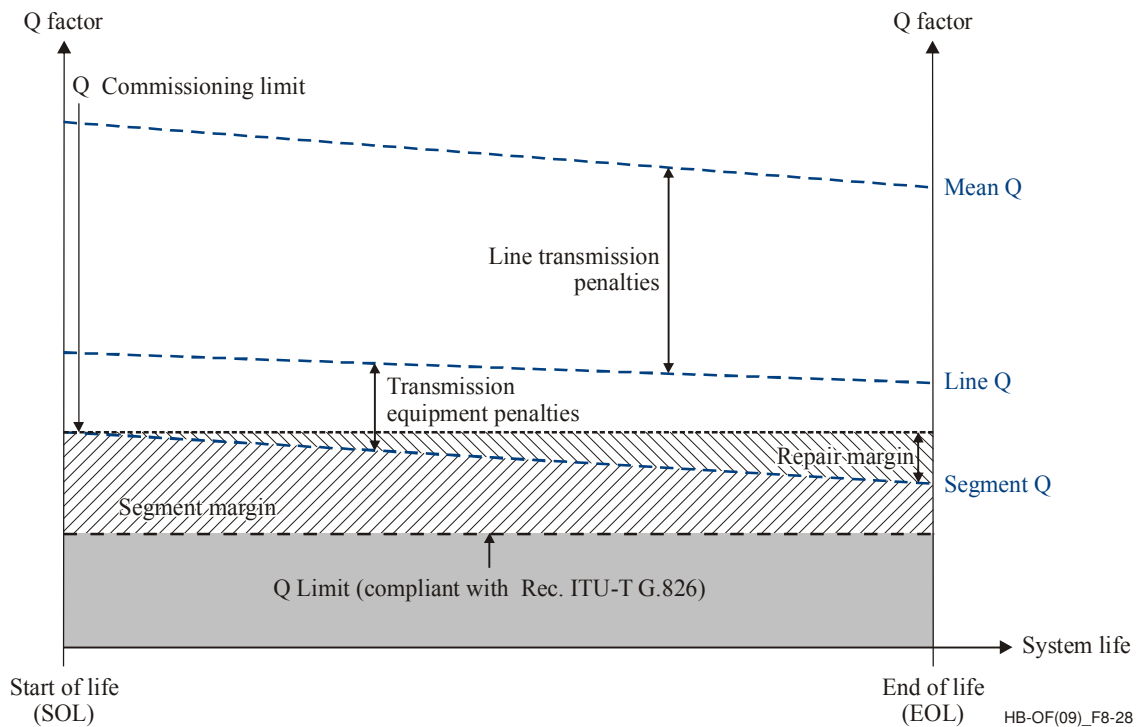 Q factor
Q factor
Q Commissioning limit
Mean Q
Line transmission
penalties
Line Q
Transmission
equipment penalties
Repair margin
Segment Q
Segment margin
Q Limit (compliant with Rec. ITU-T G.826)
System life
Start of life
(SOL)
End of life
(EOL)
HB-OF(09)_F8-28